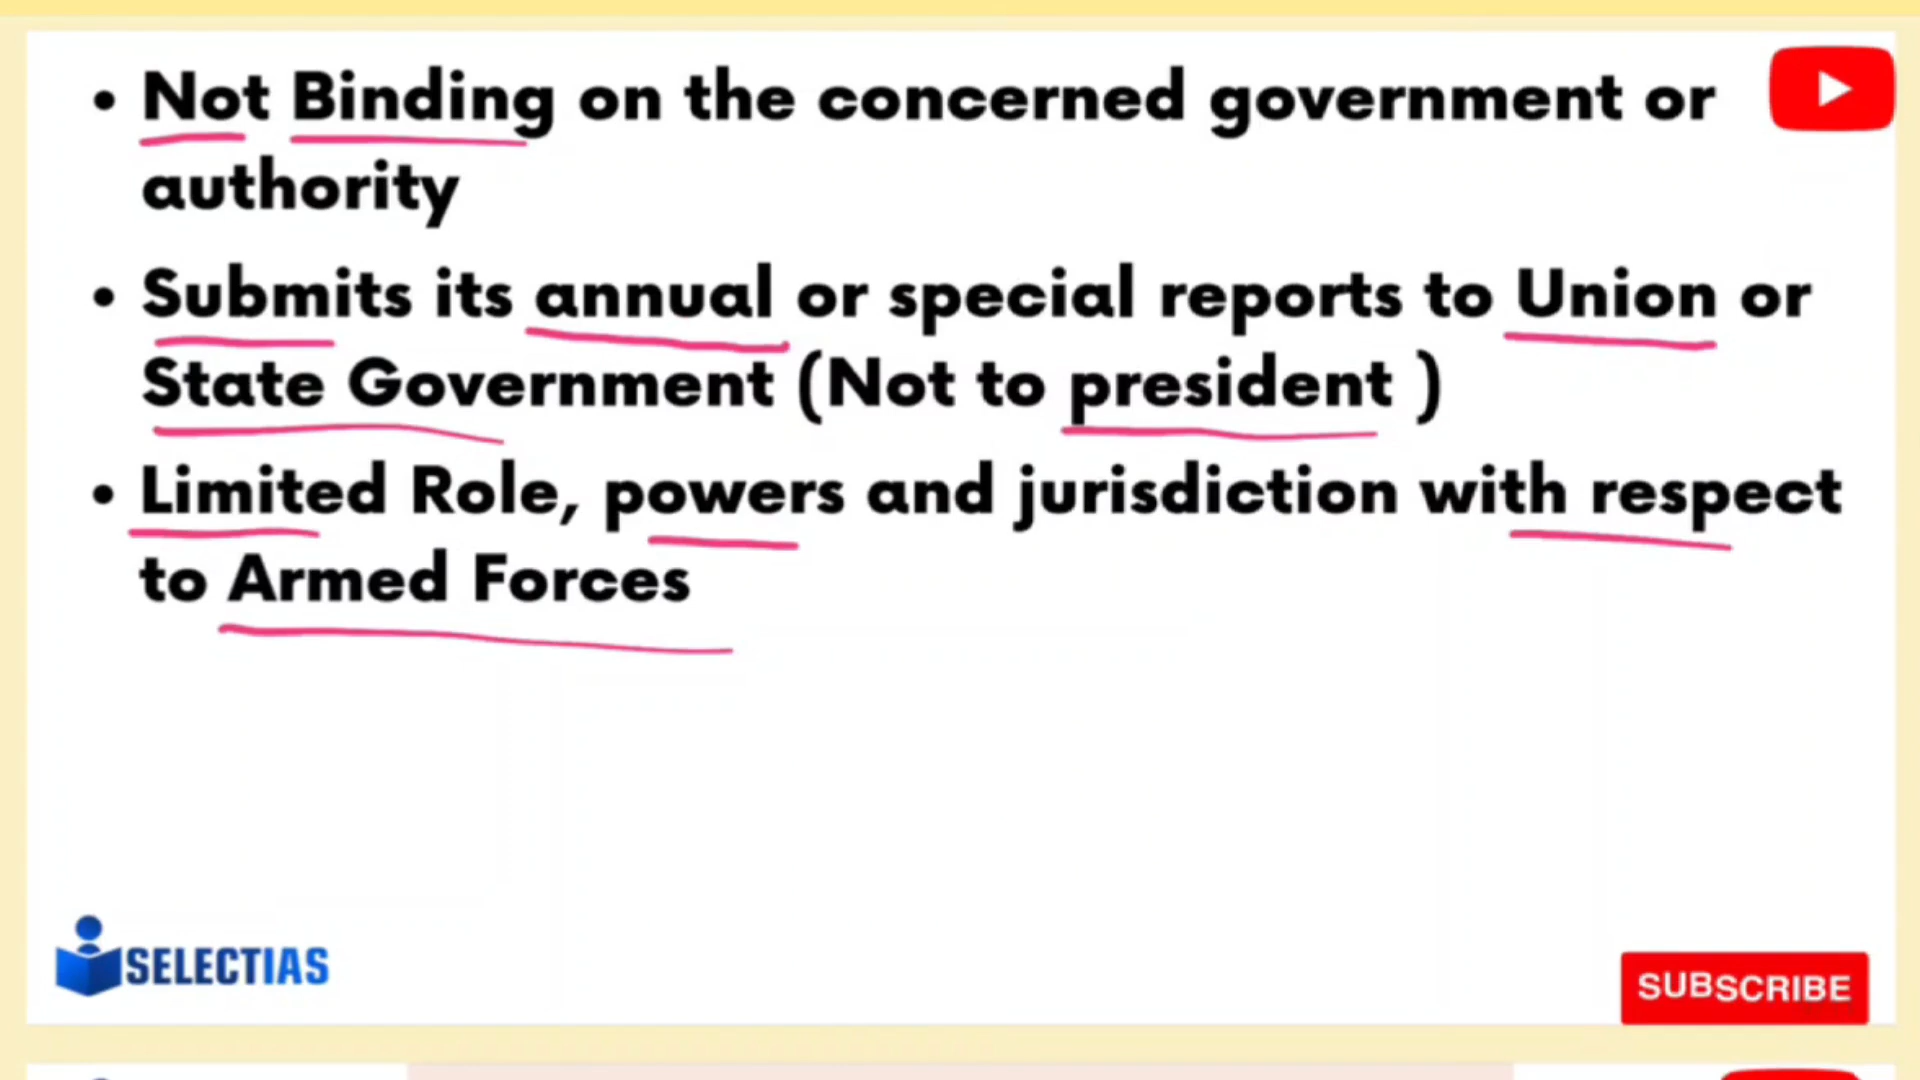 • Not Binding on the concerned government or
authority
• Submits its annual or special reports to Union or
State Government (Not to president )
• Limited Role, powers and jurisdiction with respect
to Armed Forces
SELECTIAS
SUBSCRIBE